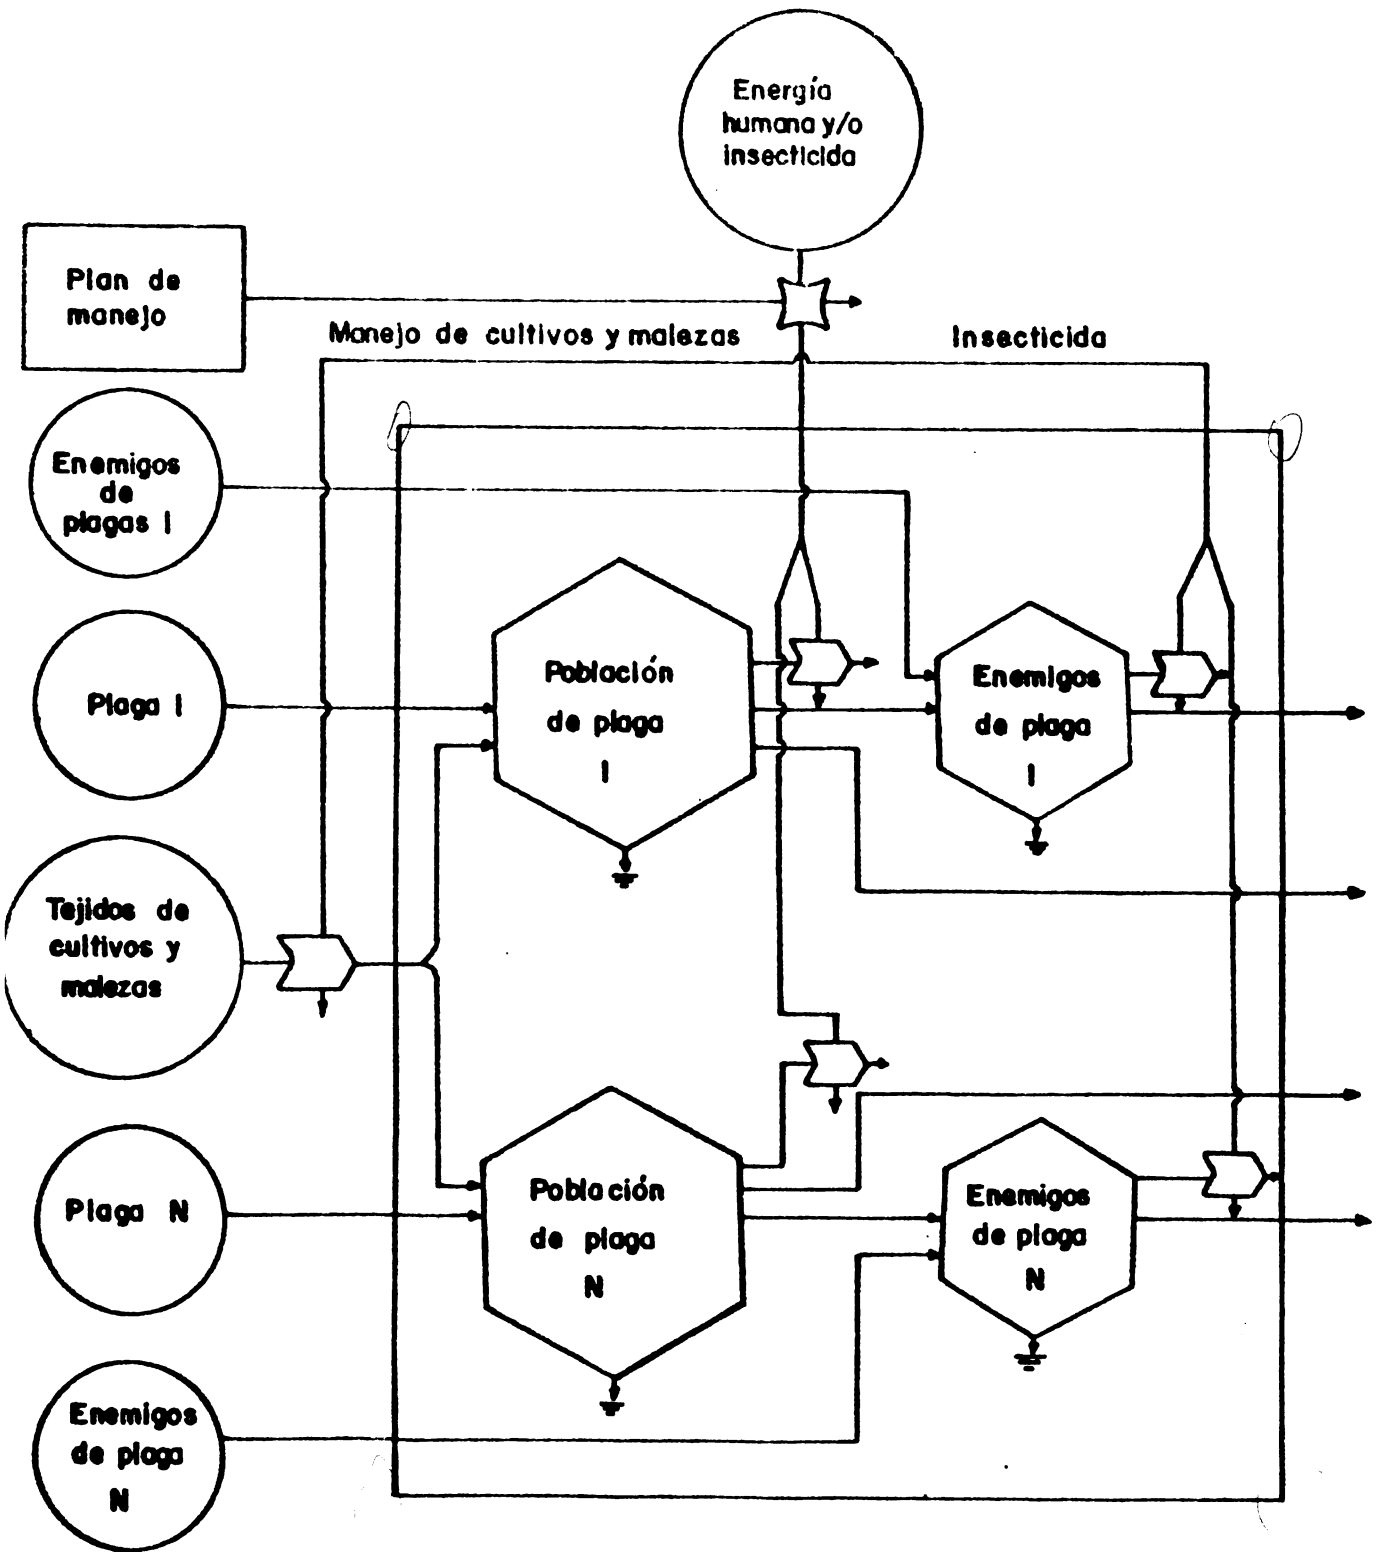 Energía
humana y/o
insecticida
Plan de
manejo
Manejo de cultivos y malezas
Insecticida
Enemigos
de
plagas I
Plaga I
Población
de plaga
I
Enemigos
de plaga
I
Tejidos de
cultivos y
malezas
Plaga N
Población
de plaga
N
Enemigos
de plaga
N
Enemigos
de plaga
N